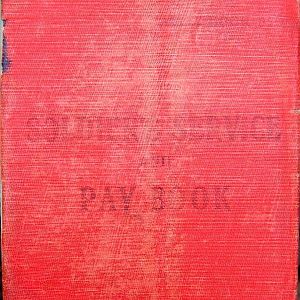 SOLDIER'S SERVICE
AND
PAY BOOK